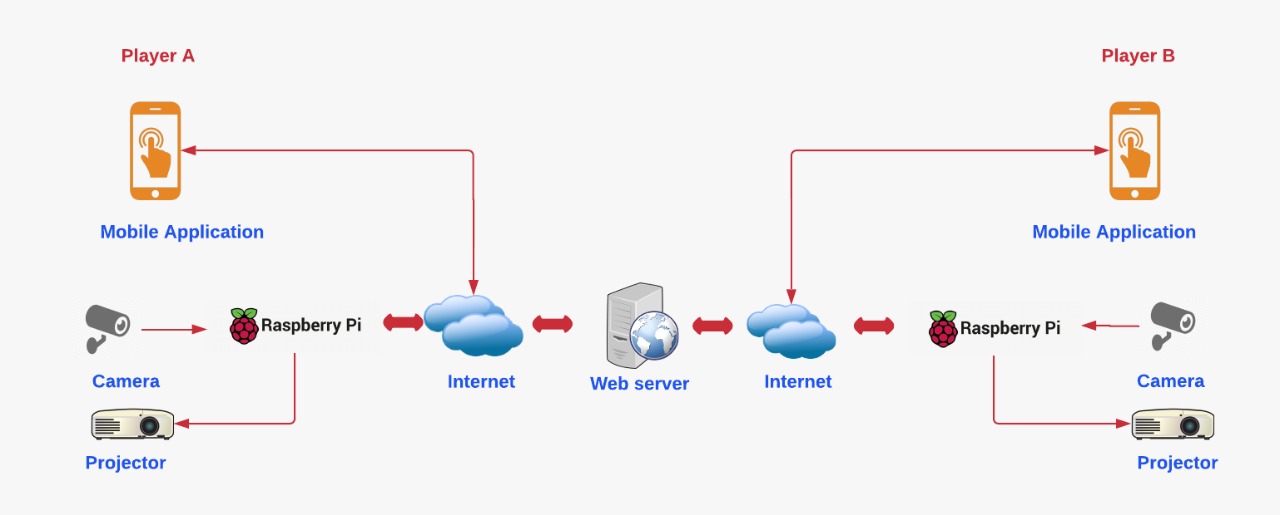 Player A
Player B
Mobile Application
Mobile Application
Raspberry Pi
Raspberry Pi
Camera
Internet
Web server
Internet
Camera
Projector
Projector